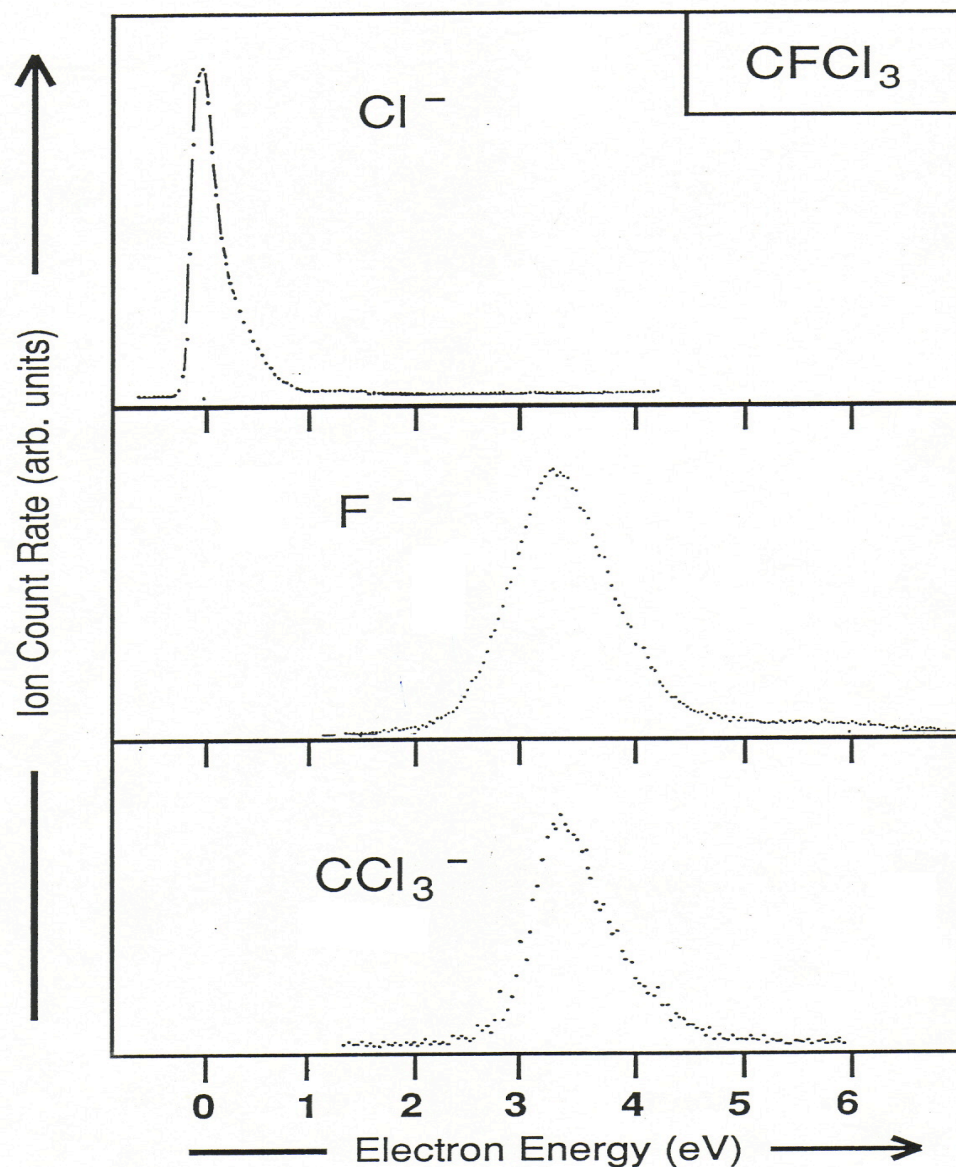 CFCl₃
Cl⁻
F⁻
CCl₃⁻
Ion Count Rate (arb. units)
0 1 2 3 4 5 6
Electron Energy (eV)